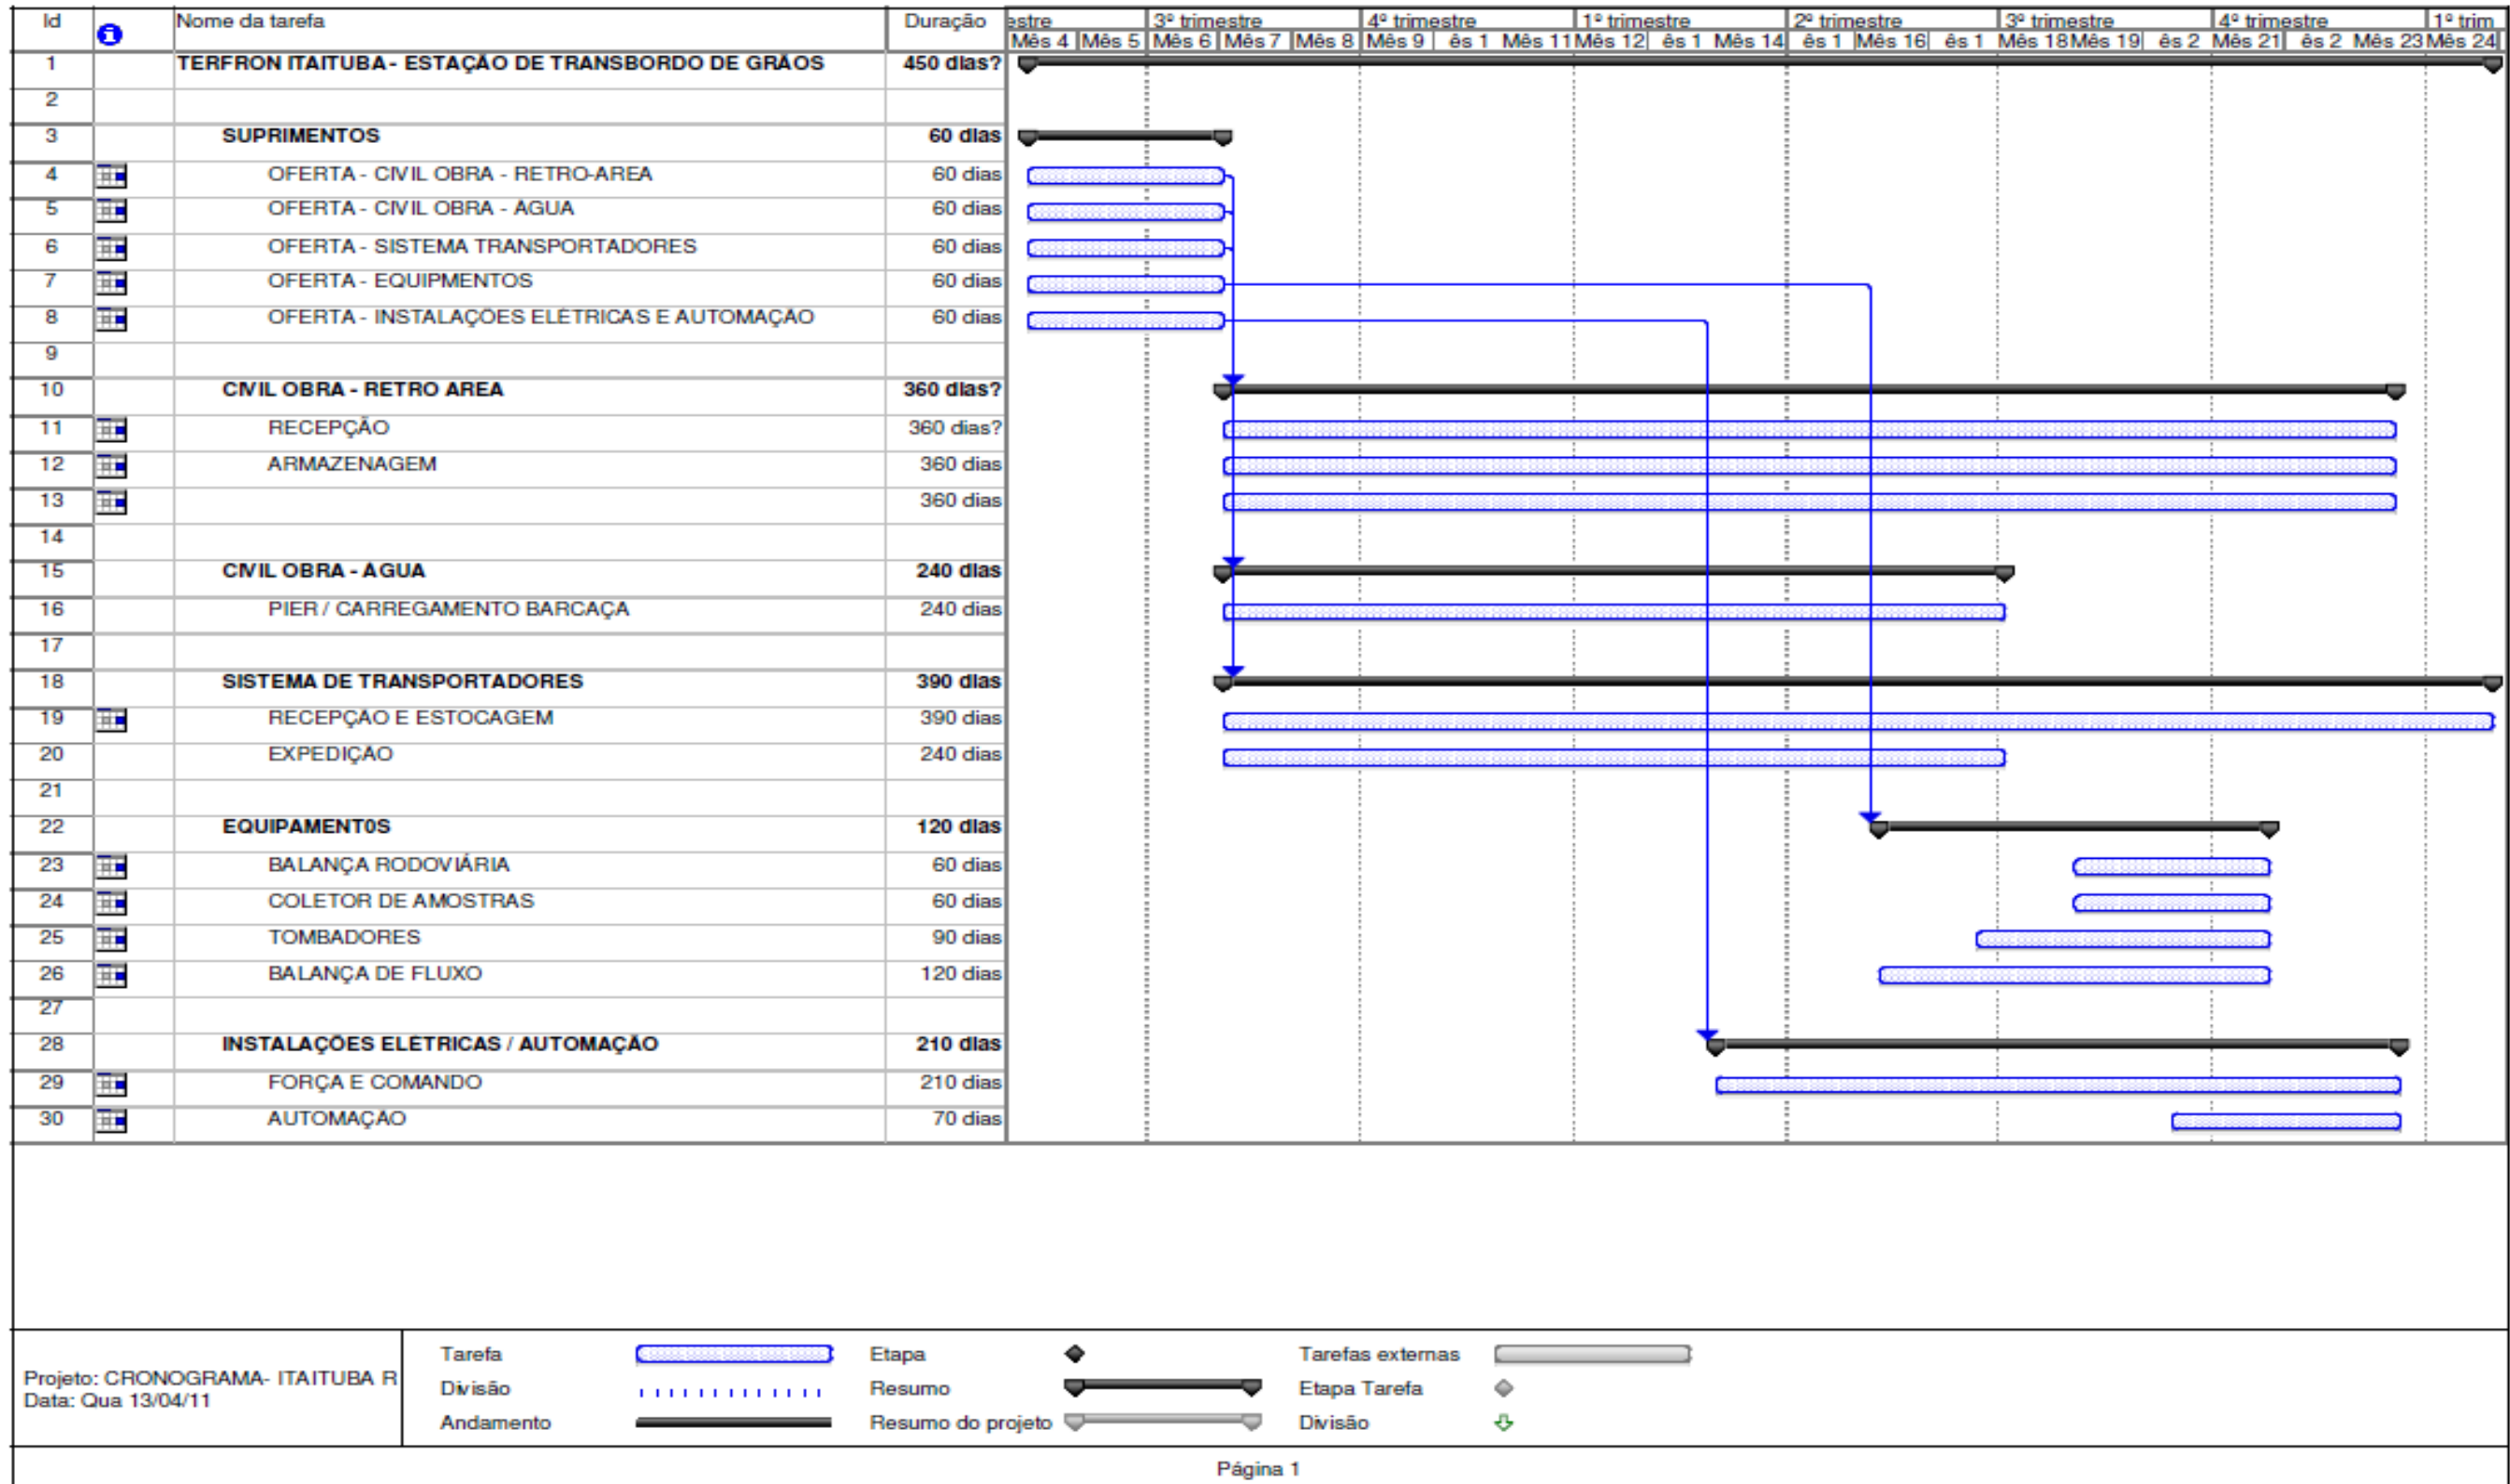 Id Nome da tarefa Duração estre 3º trimestre 4º trimestre 1º trimestre 2º trimestre 3º trimestre 4º trimestre 1º trim
Mês 4 Mês 5 Mês 6 Mês 7 Mês 8 Mês 9 ês 1 Mês 11 Mês 12 ês 1 Mês 14 ês 1 Mês 16 ês 1 Mês 18 Mês 19 ês 2 Mês 21 ês 2 Mês 23 Mês 24
1 TERFRON ITAITUBA - ESTAÇÃO DE TRANSBORDO DE GRÃOS 450 dias?
2
3 SUPRIMENTOS 60 dias
4 OFERTA - CIVIL OBRA - RETRO-AREA 60 dias
5 OFERTA - CIVIL OBRA - AGUA 60 dias
6 OFERTA - SISTEMA TRANSPORTADORES 60 dias
7 OFERTA - EQUIPMENTOS 60 dias
8 OFERTA - INSTALAÇÕES ELÉTRICAS E AUTOMAÇÃO 60 dias
9
10 CIVIL OBRA - RETRO AREA 360 dias?
11 RECEPÇÃO 360 dias?
12 ARMAZENAGEM 360 dias
13 360 dias
14
15 CIVIL OBRA - AGUA 240 dias
16 PIER / CARREGAMENTO BARCAÇA 240 dias
17
18 SISTEMA DE TRANSPORTADORES 390 dias
19 RECEPÇÃO E ESTOCAGEM 390 dias
20 EXPEDIÇÃO 240 dias
21
22 EQUIPAMENT0S 120 dias
23 BALANÇA RODOVIÁRIA 60 dias
24 COLETOR DE AMOSTRAS 60 dias
25 TOMBADORES 90 dias
26 BALANÇA DE FLUXO 120 dias
27
28 INSTALAÇÕES ELÉTRICAS / AUTOMAÇÃO 210 dias
29 FORÇA E COMANDO 210 dias
30 AUTOMAÇÃO 70 dias
Projeto: CRONOGRAMA- ITAITUBA R
Data: Qua 13/04/11
Tarefa Etapa Tarefas externas
Divisão Resumo Etapa Tarefa
Andamento Resumo do projeto Divisão
Página 1